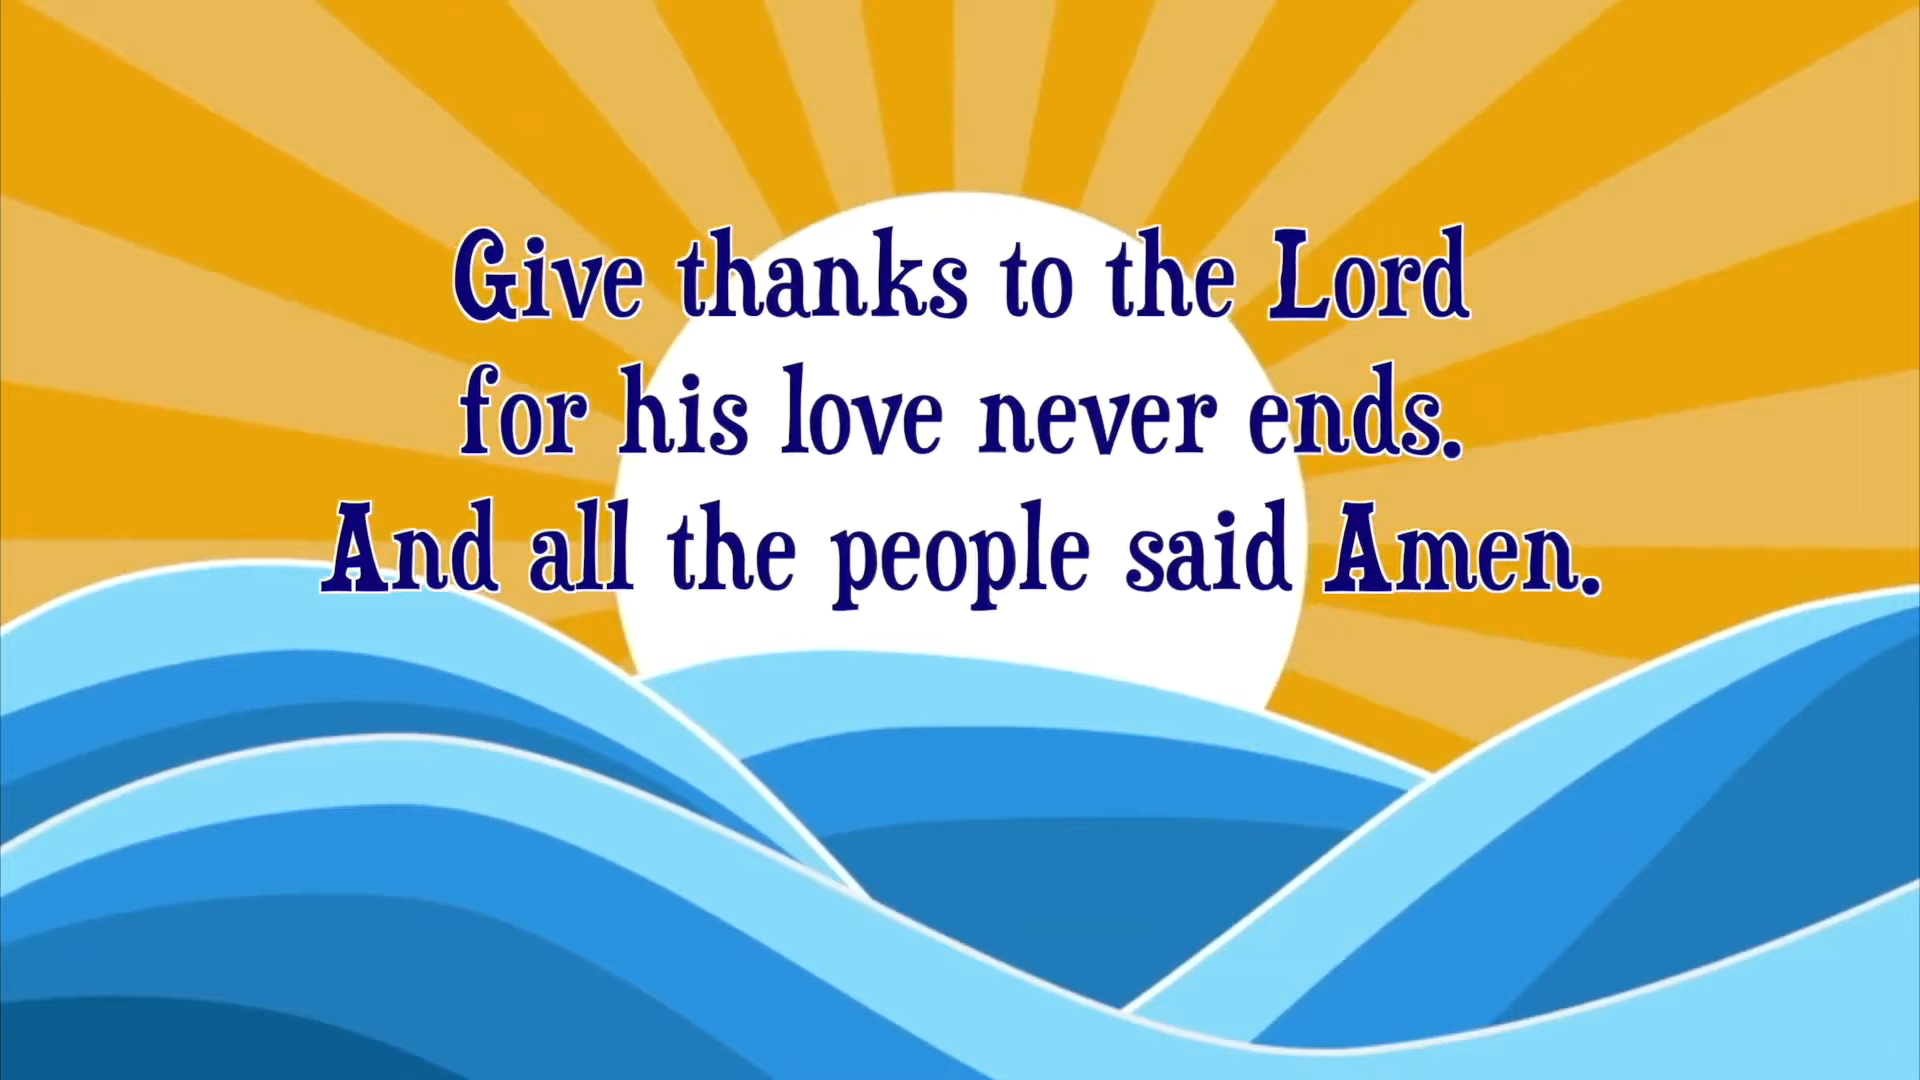 Give thanks to the Lord
for his love never ends.
And all the people said Amen.